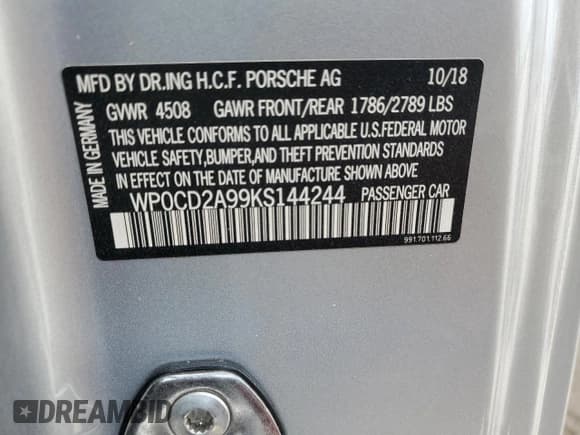 MFD BY DR.ING H.C.F. PORSCHE AG 10/18
GVWR 4508 GAWR FRONT/REAR 1786/2789 LBS
THIS VEHICLE CONFORMS TO ALL APPLICABLE U.S.FEDERAL MOTOR
VEHICLE SAFETY,BUMPER,AND THEFT PREVENTION STANDARDS
IN EFFECT ON THE DATE OF MANUFACTURE SHOWN ABOVE
WP0CD2A99KS144244 PASSENGER CAR
991.701.112.66
MADE IN GERMANY
DREAMBID